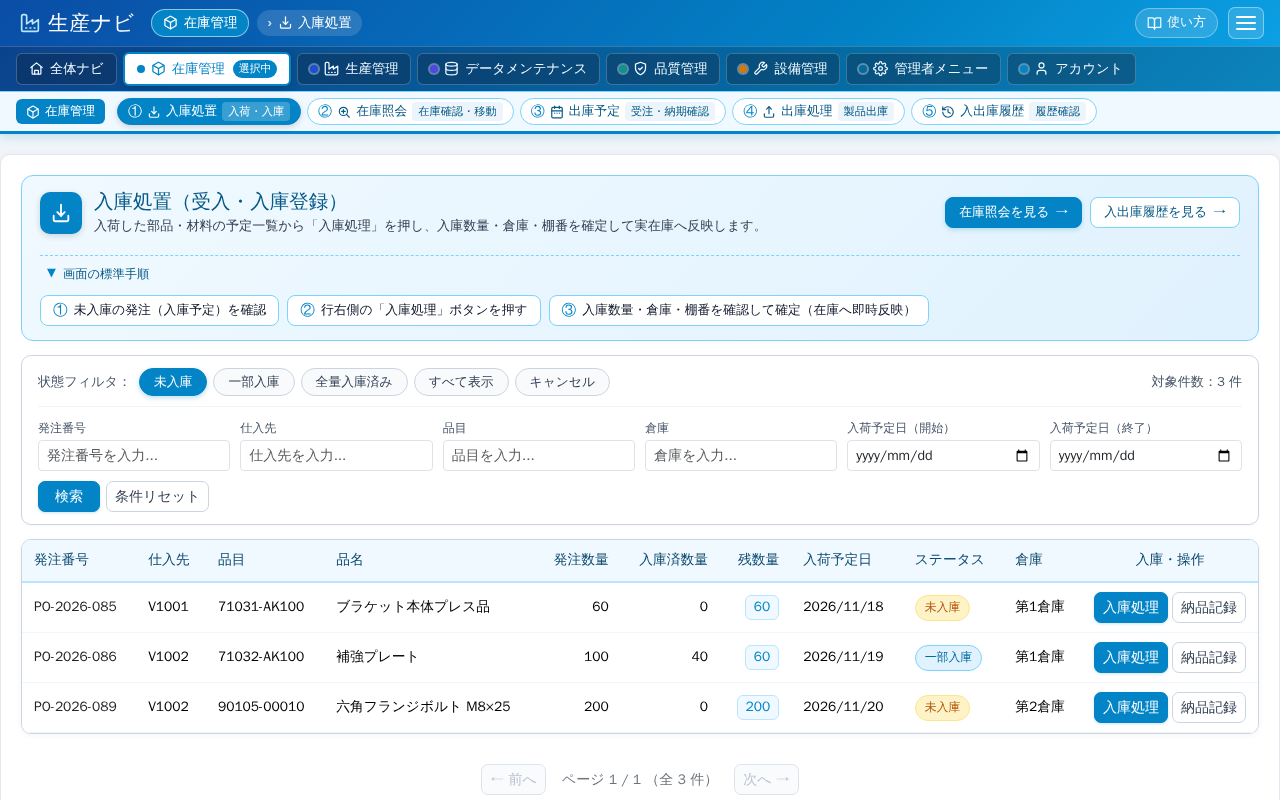 生産ナビ 在庫管理 › 入庫処置 使い方
全体ナビ 在庫管理 選択中 生産管理 データメンテナンス 品質管理 設備管理 管理者メニュー アカウント
在庫管理 ① 入庫処置 入荷・入庫 ② 在庫照会 在庫確認・移動 ③ 出庫予定 受注・納期確認 ④ 出庫処理 製品出庫 ⑤ 入出庫履歴 履歴確認
入庫処置（受入・入庫登録）
入荷した部品・材料の予定一覧から「入庫処理」を押し、入庫数量・倉庫・棚番を確定して実在庫へ反映します。
在庫照会を見る → 入出庫履歴を見る →
▼ 画面の標準手順
① 未入庫の発注（入庫予定）を確認 ② 行右側の「入庫処理」ボタンを押す ③ 入庫数量・倉庫・棚番を確認して確定（在庫へ即時反映）
状態フィルタ： 未入庫 一部入庫 全量入庫済み すべて表示 キャンセル 対象件数：3 件
発注番号 仕入先 品目 倉庫 入荷予定日（開始） 入荷予定日（終了）
発注番号を入力... 仕入先を入力... 品目を入力... 倉庫を入力... yyyy/mm/dd yyyy/mm/dd
検索 条件リセット
発注番号 仕入先 品目 品名 発注数量 入庫済数量 残数量 入荷予定日 ステータス 倉庫 入庫・操作
PO-2026-085 V1001 71031-AK100 ブラケット本体プレス品 60 0 60 2026/11/18 未入庫 第1倉庫 入庫処理 納品記録
PO-2026-086 V1002 71032-AK100 補強プレート 100 40 60 2026/11/19 一部入庫 第1倉庫 入庫処理 納品記録
PO-2026-089 V1002 90105-00010 六角フランジボルト M8×25 200 0 200 2026/11/20 未入庫 第2倉庫 入庫処理 納品記録
← 前へ ページ 1 / 1（全 3 件） 次へ →